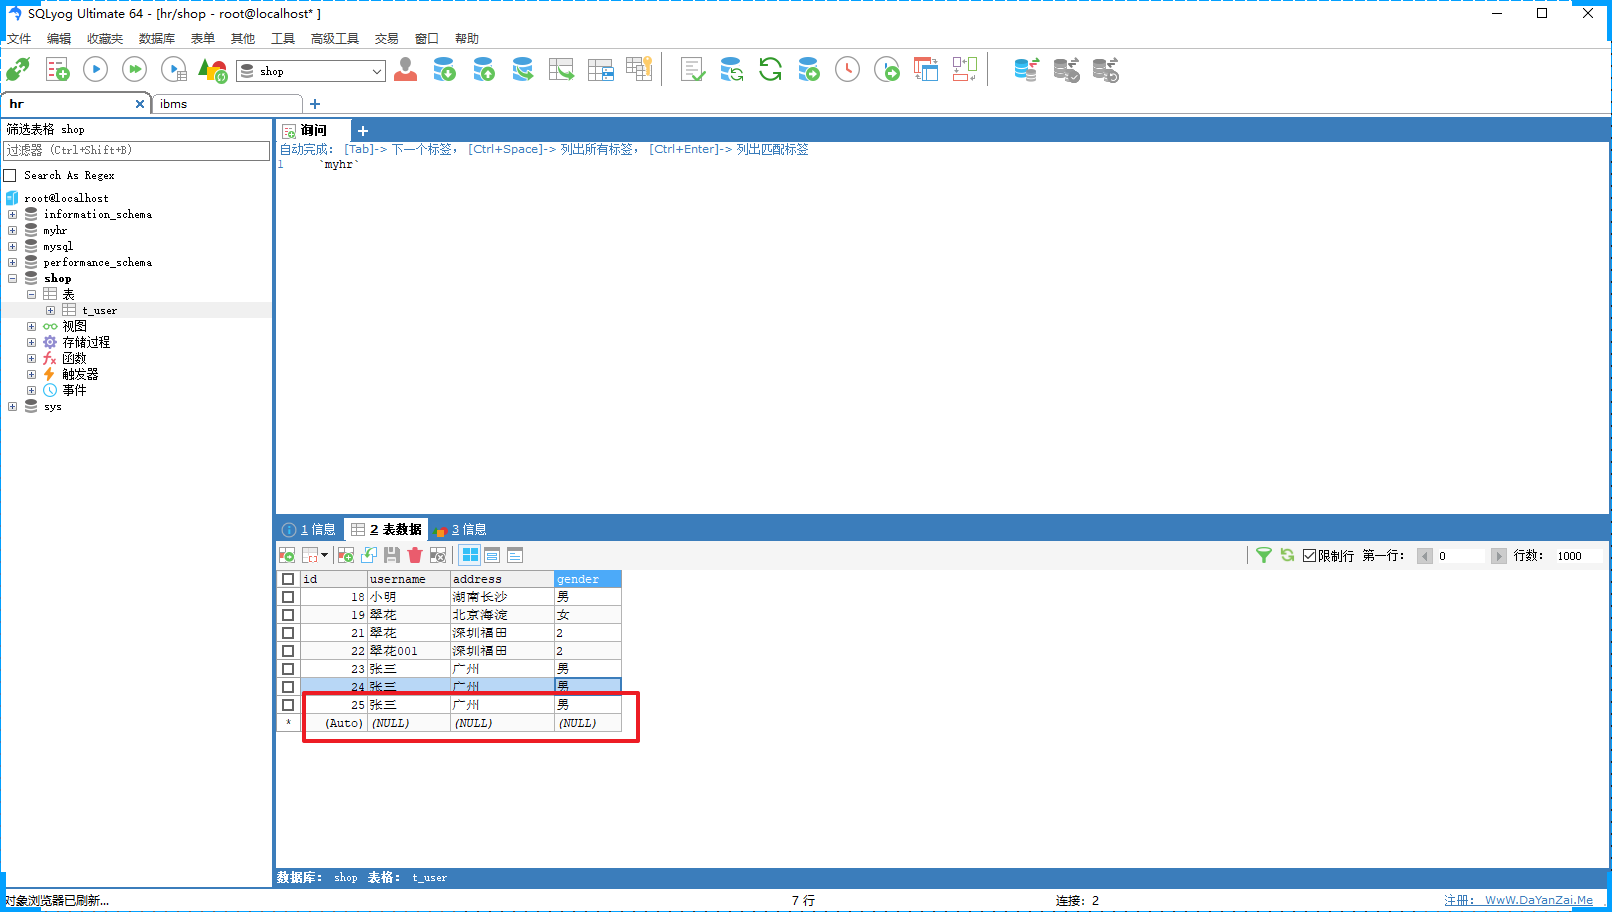 SQLyog Ultimate 64 - [hr/shop - root@localhost* ]
文件 编辑 收藏夹 数据库 表单 其他 工具 高级工具 交易 窗口 帮助
shop
hr ibms
筛选表格 shop
过滤器 (Ctrl+Shift+B)
Search As Regex
root@localhost
information_schema
myhr
mysql
performance_schema
shop
表
t_user
视图
存储过程
函数
触发器
事件
sys
询问
自动完成: [Tab]-> 下一个标签, [Ctrl+Space]-> 列出所有标签, [Ctrl+Enter]-> 列出匹配标签
1 `myhr`
1 信息 2 表数据 3 信息
限制行 第一行: 0 行数: 1000
id username address gender
18 小明 湖南长沙 男
19 翠花 北京海淀 女
21 翠花 深圳福田 2
22 翠花001 深圳福田 2
23 张三 广州 男
24 张三 广州 男
25 张三 广州 男
* (Auto) (NULL) (NULL) (NULL)
数据库: shop 表格: t_user
对象浏览器已刷新... 7 行 连接: 2 注册: WwW.DaYanZai.Me